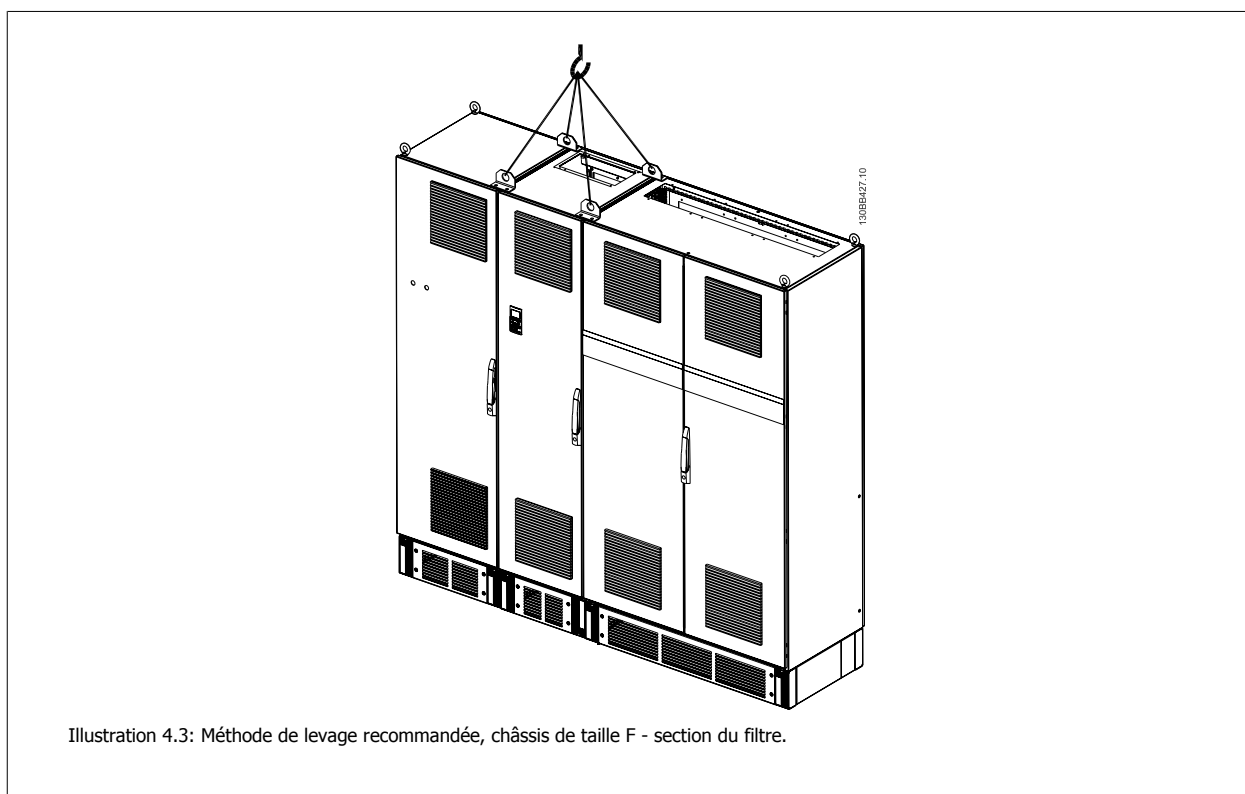 130BB427.10
Illustration 4.3: Méthode de levage recommandée, châssis de taille F - section du filtre.